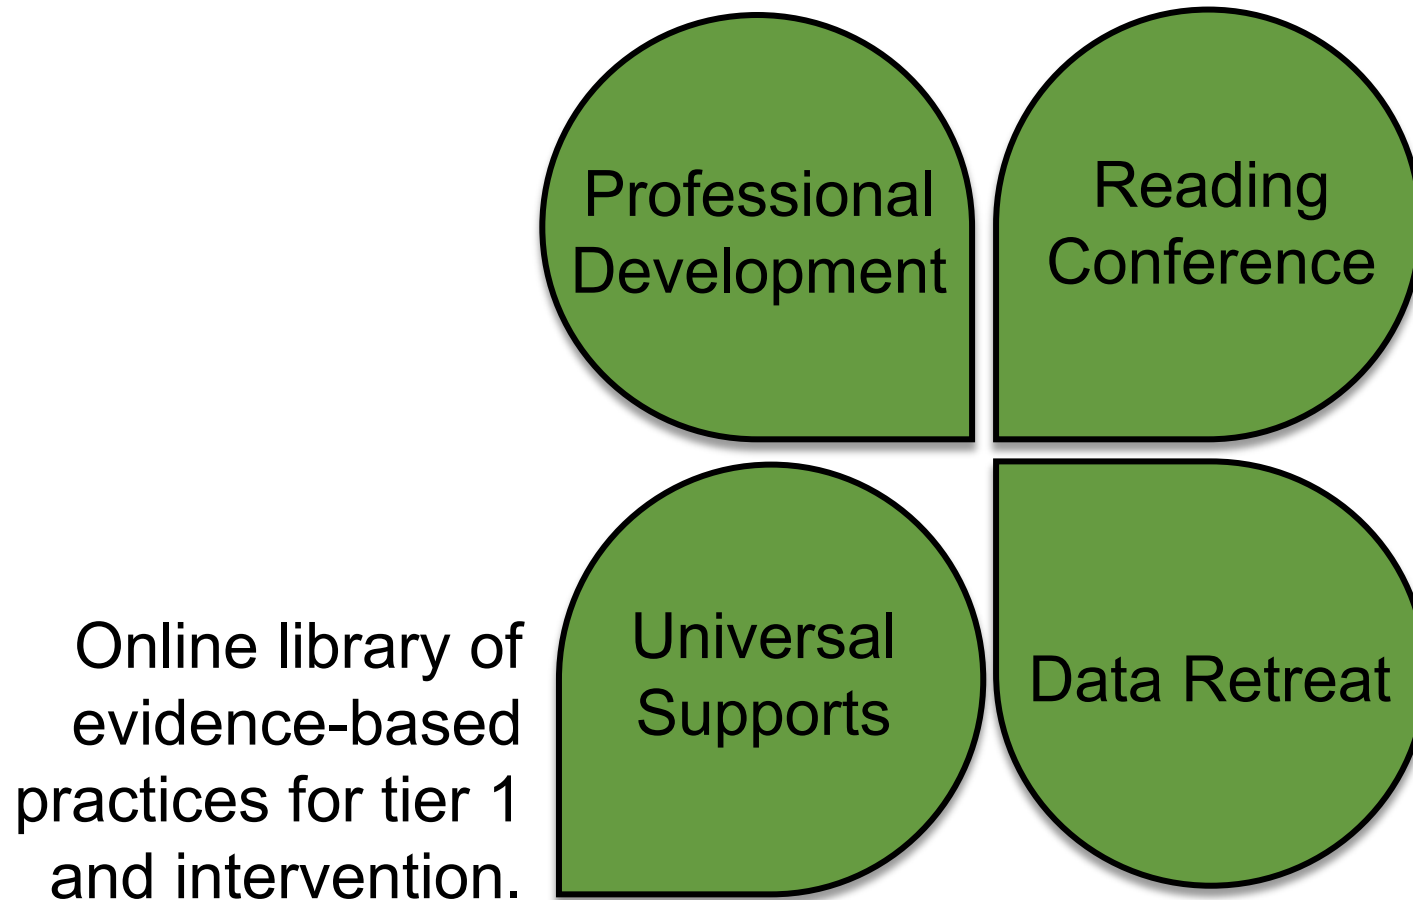 Professional
Development
Reading
Conference
Online library of
evidence-based
practices for tier 1
and intervention.
Universal
Supports
Data Retreat